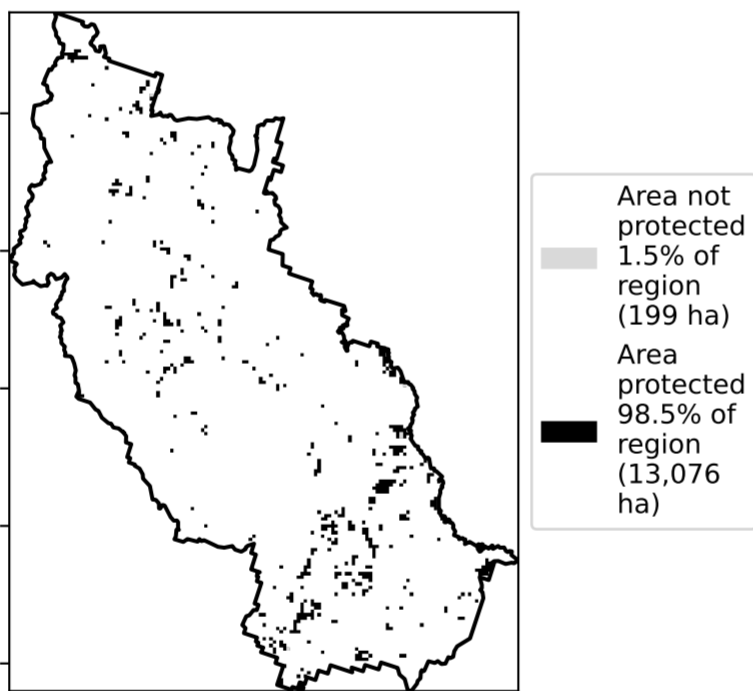 Area not
protected
1.5% of
region
(199 ha)
Area
protected
98.5% of
region
(13,076
ha)